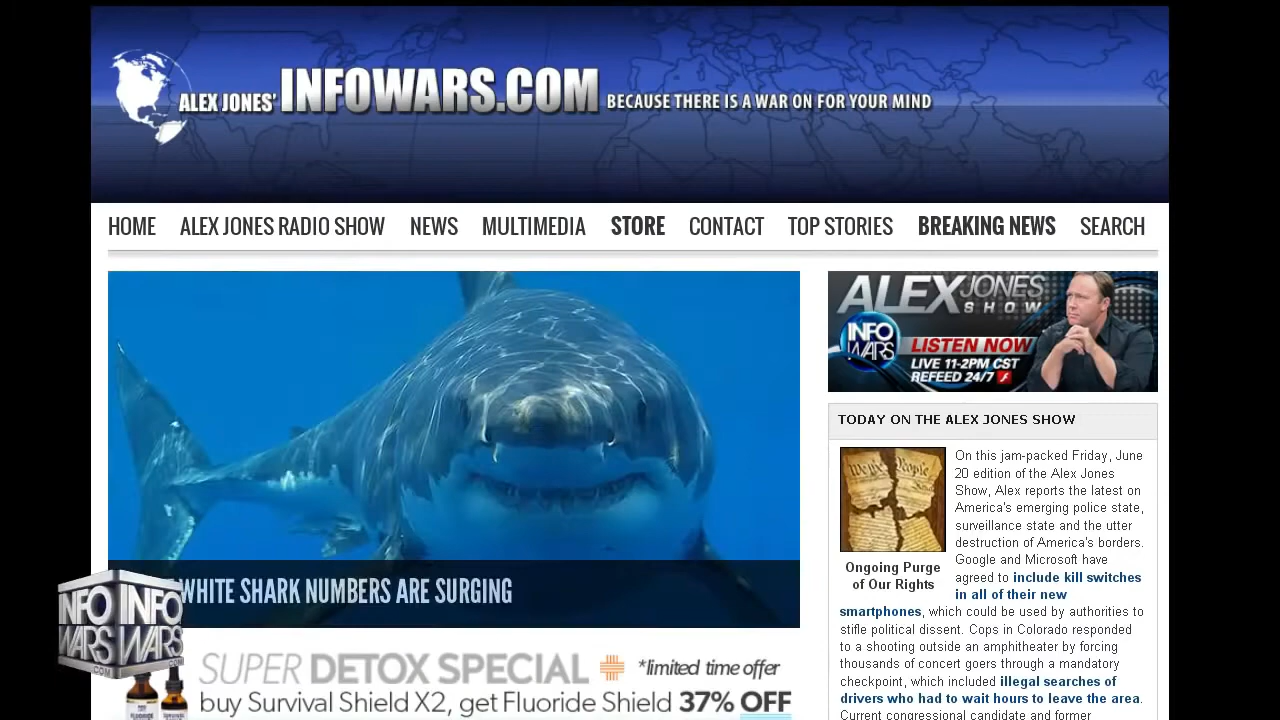 ALEX JONES' INFOWARS.COM BECAUSE THERE IS A WAR ON FOR YOUR MIND
HOME ALEX JONES RADIO SHOW NEWS MULTIMEDIA STORE CONTACT TOP STORIES BREAKING NEWS SEARCH
WHITE SHARK NUMBERS ARE SURGING
INFO INFO
WARS WARS
.COM .COM
SUPER DETOX SPECIAL *limited time offer
buy Survival Shield X2, get Fluoride Shield 37% OFF
ALEX JONES
SHOW
INFO
WARS
LISTEN NOW
LIVE 11-2PM CST
REFEED 24/7
TODAY ON THE ALEX JONES SHOW
We the People
Ongoing Purge
of Our Rights
On this jam-packed Friday, June
20 edition of the Alex Jones
Show, Alex reports the latest on
America's emerging police state,
surveillance state and the utter
destruction of America's borders.
Google and Microsoft have
agreed to include kill switches
in all of their new
smartphones, which could be used by authorities to
stifle political dissent. Cops in Colorado responded
to a shooting outside an amphitheater by forcing
thousands of concert goers through a mandatory
checkpoint, which included illegal searches of
drivers who had to wait hours to leave the area.
Current congressional candidate and former